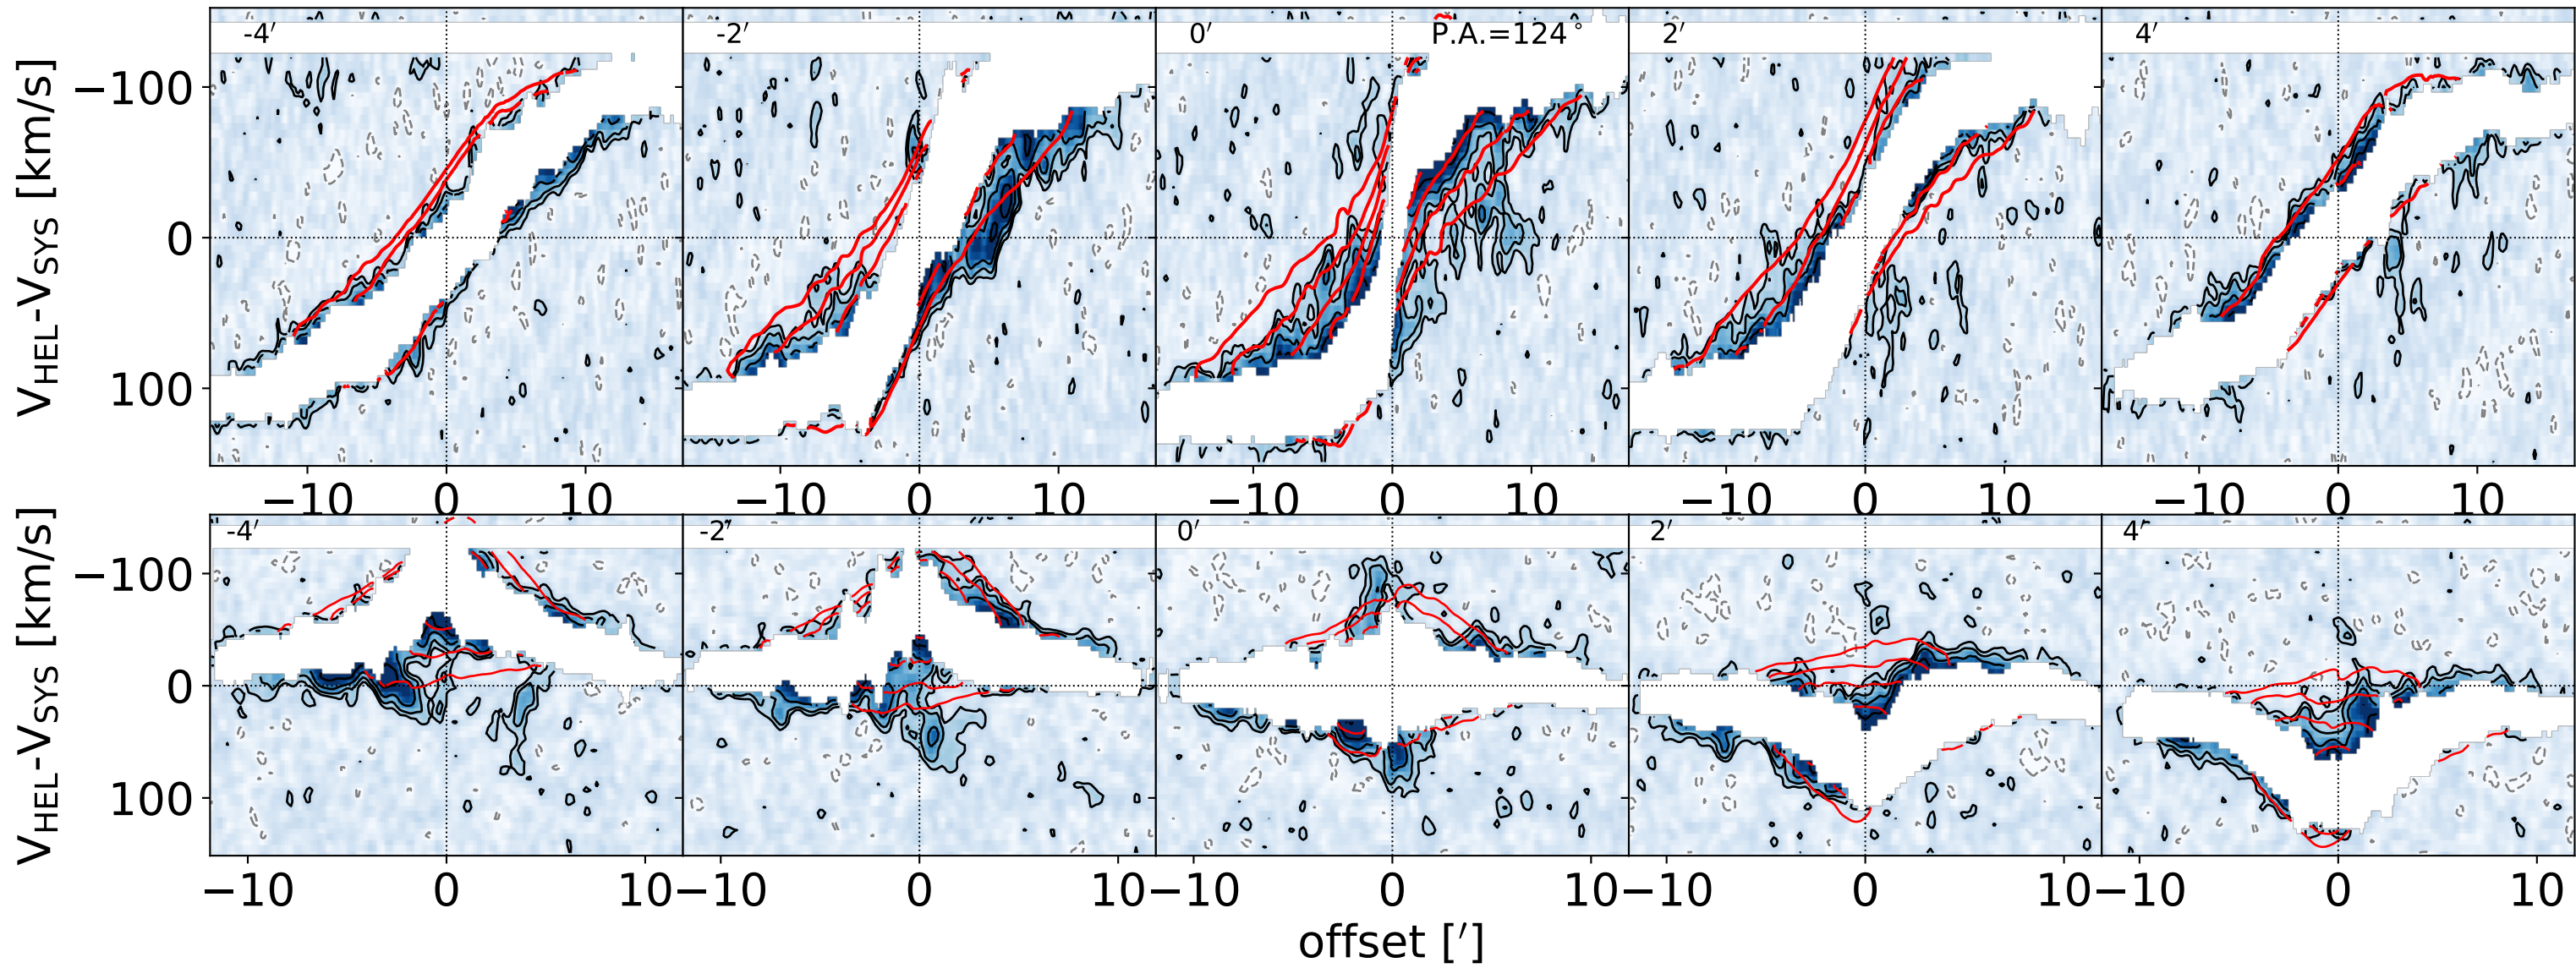 -4′ -2′ 0′ P.A.=124° 2′ 4′
V_HEL-V_SYS [km/s]
−100
0
100
−10 0 10 −10 0 10 −10 0 10 −10 0 10 −10 0 10
-4′ -2′ 0′ 2′ 4′
V_HEL-V_SYS [km/s]
−100
0
100
−10 0 10 −10 0 10 −10 0 10 −10 0 10 −10 0 10
offset [′]